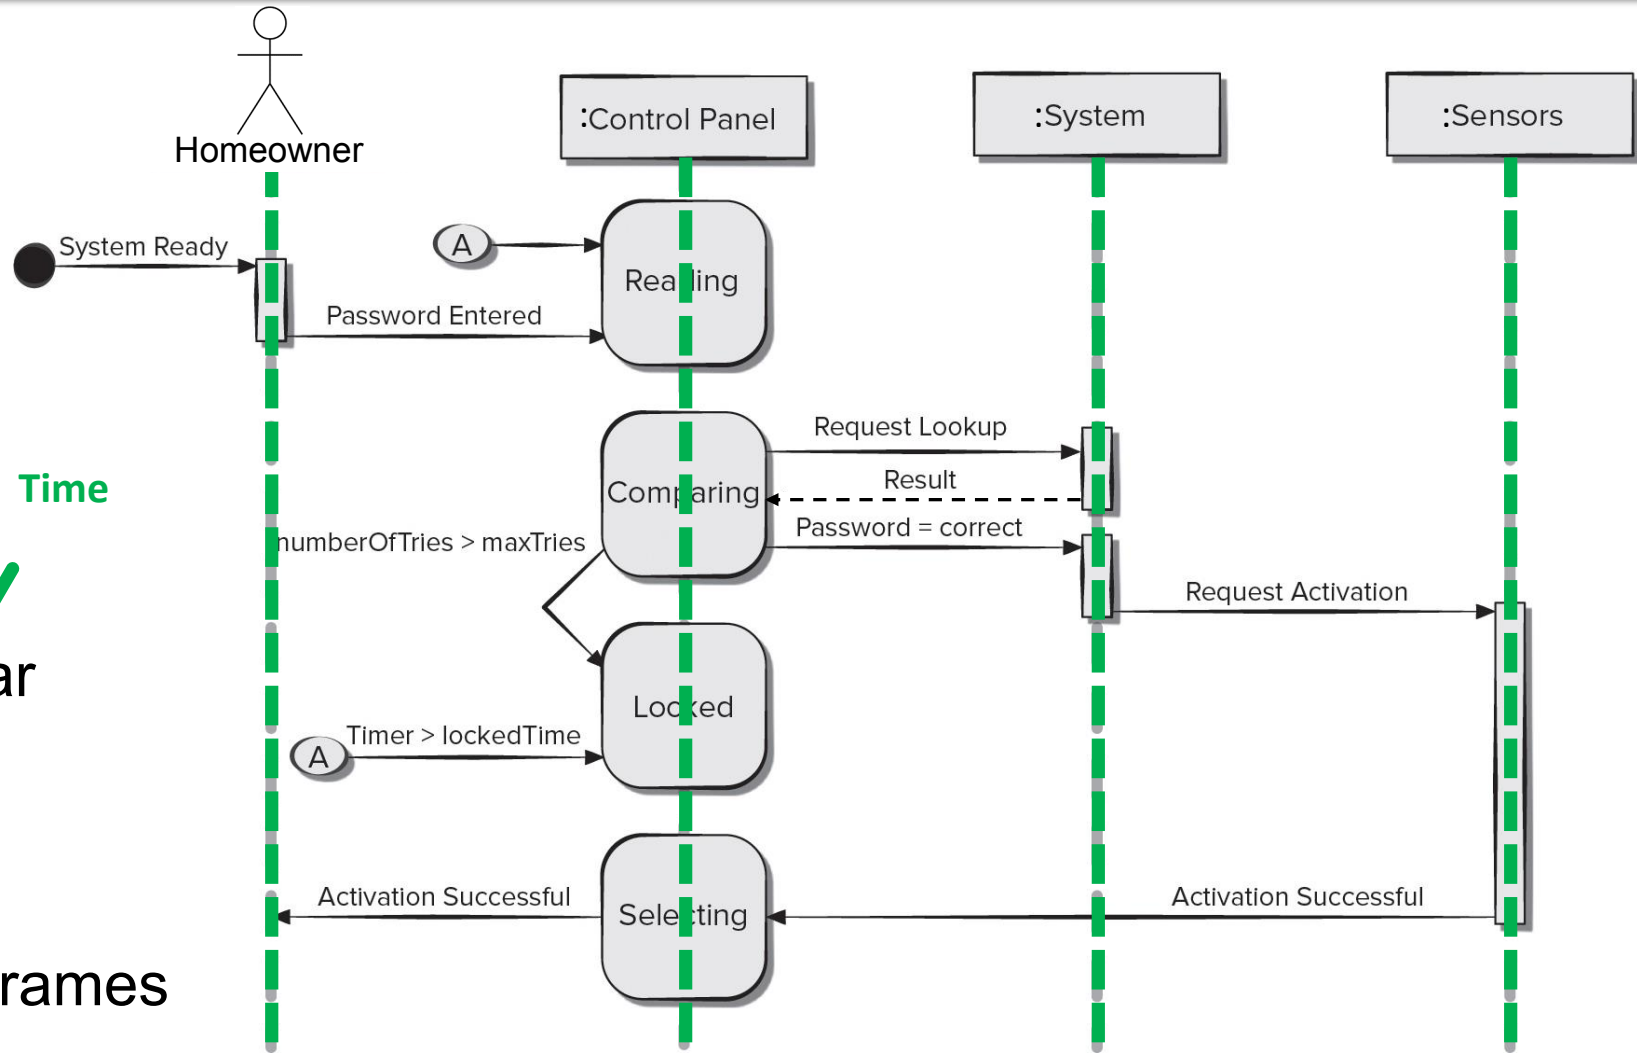 Homeowner
:Control Panel
:System
:Sensors
System Ready
A
Reading
Password Entered
Request Lookup
Time
Result
Comparing
Password = correct
numberOfTries > maxTries
Request Activation
ar
Locked
Timer > lockedTime
A
Activation Successful
Selecting
Activation Successful
rames